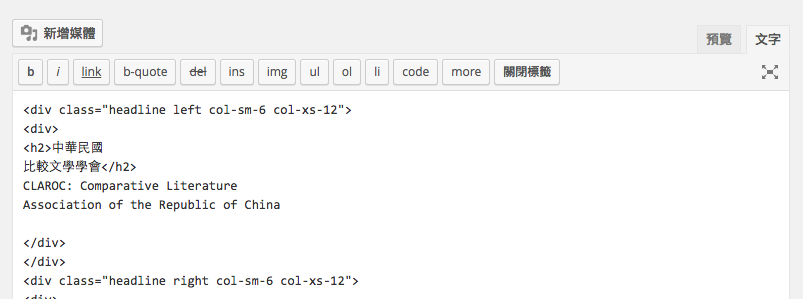 新增媒體
預覽 文字
b i link b-quote del ins img ul ol li code more 關閉標籤
<div class="headline left col-sm-6 col-xs-12">
<div>
<h2>中華民國
比較文學學會</h2>
CLAROC: Comparative Literature
Association of the Republic of China
</div>
</div>
<div class="headline right col-sm-6 col-xs-12">
<div>